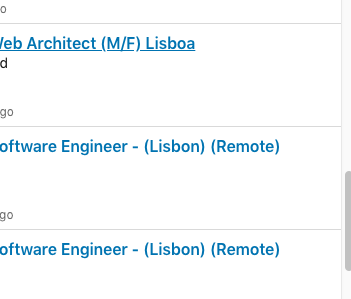 o
Web Architect (M/F) Lisboa
d
go
oftware Engineer - (Lisbon) (Remote)
go
oftware Engineer - (Lisbon) (Remote)